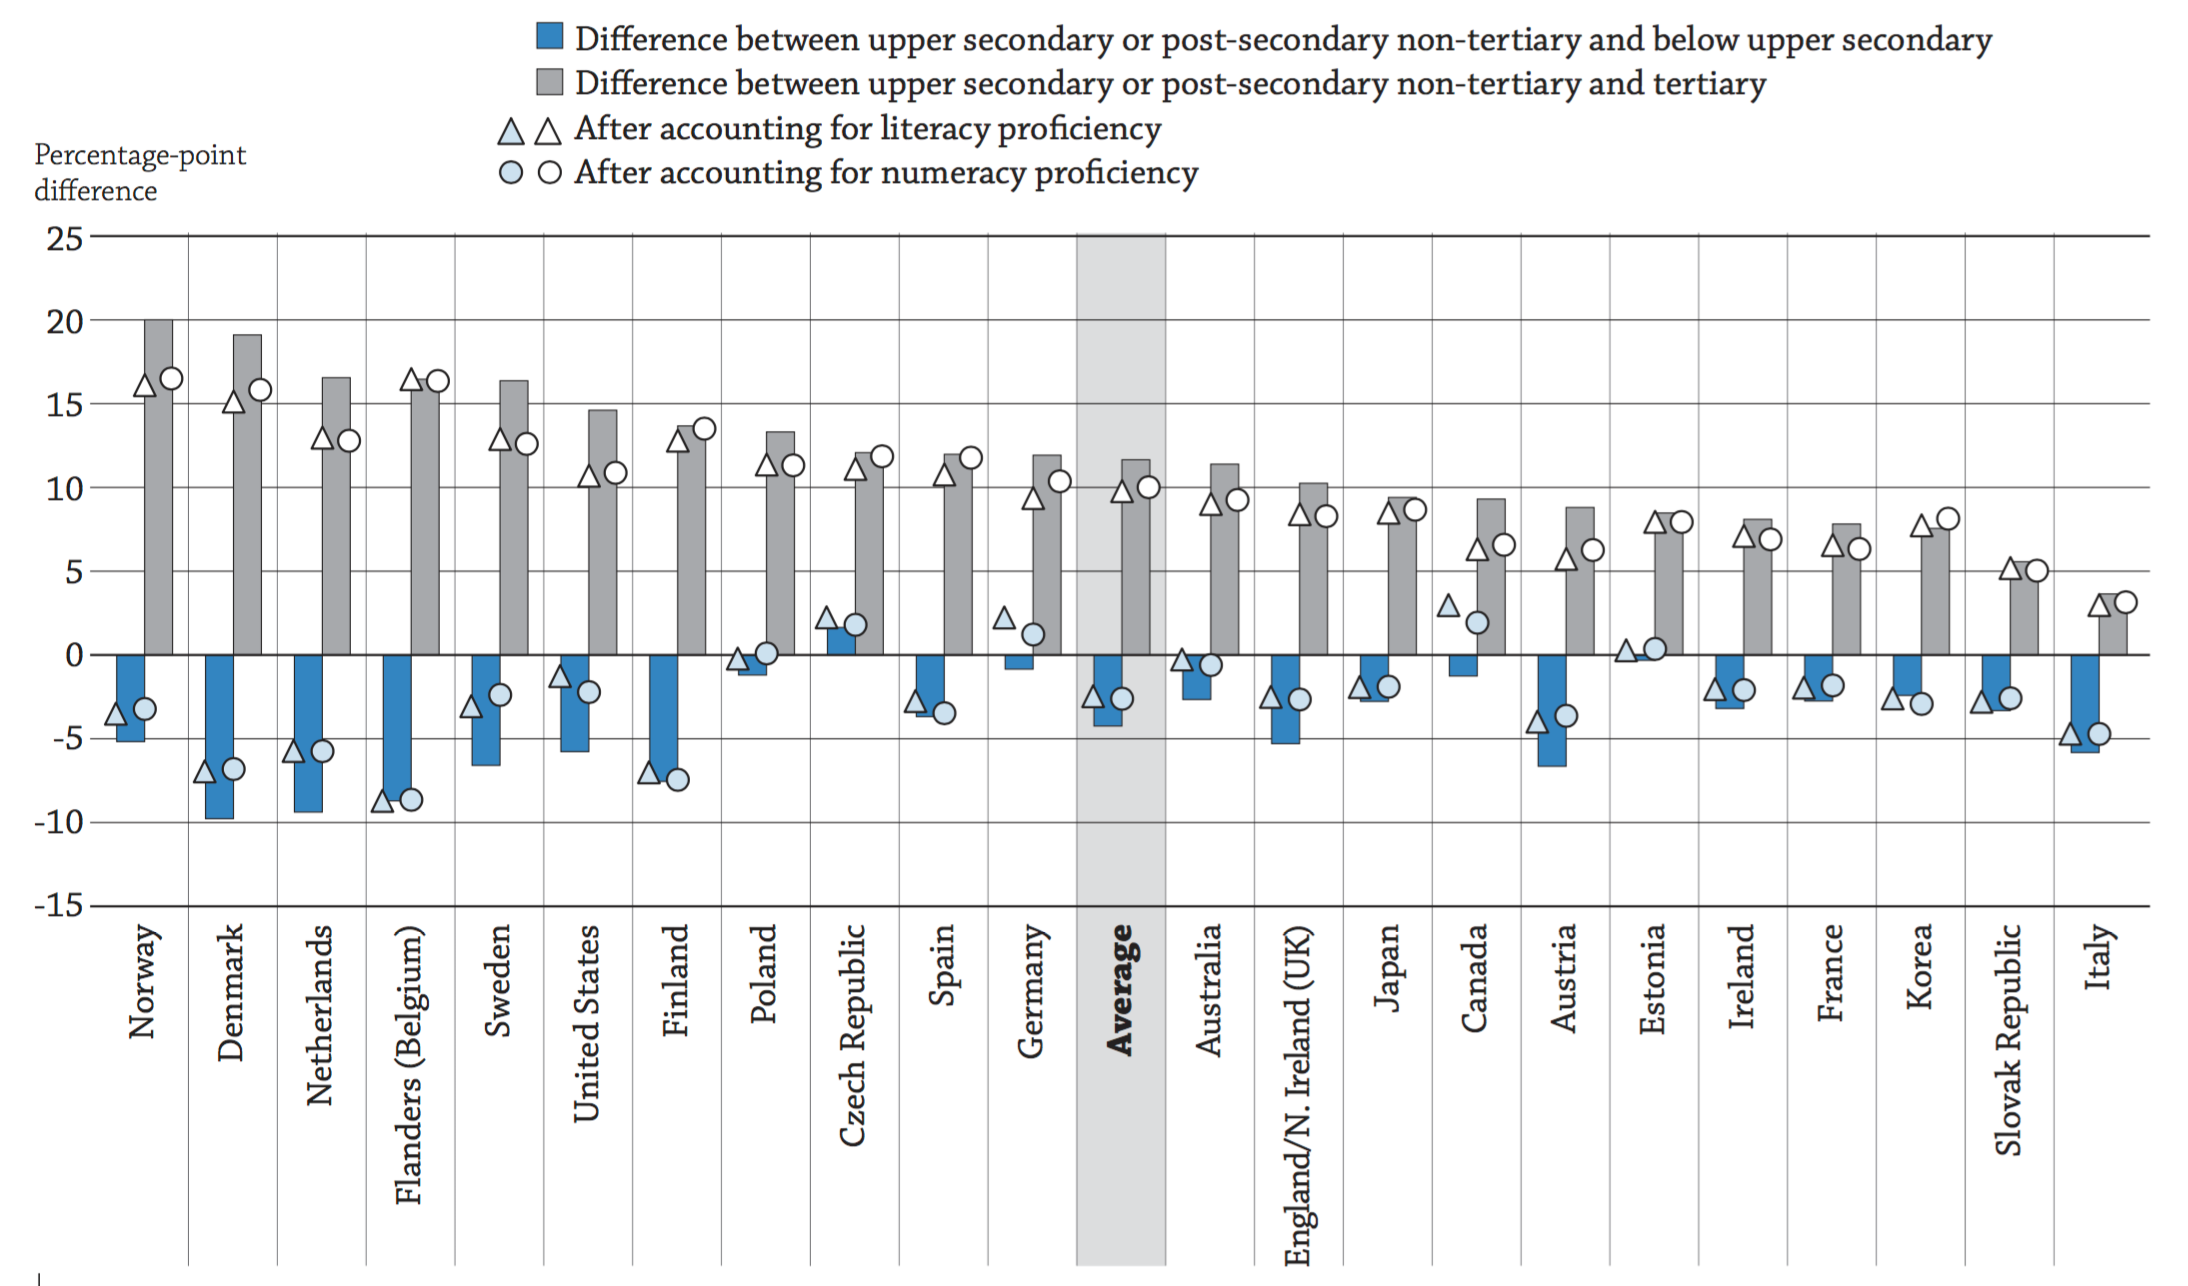 Difference between upper secondary or post-secondary non-tertiary and below upper secondary
Difference between upper secondary or post-secondary non-tertiary and tertiary
After accounting for literacy proficiency
After accounting for numeracy proficiency
Percentage-point
difference
25
20
15
10
5
0
-5
-10
-15
Norway
Denmark
Netherlands
Flanders (Belgium)
Sweden
United States
Finland
Poland
Czech Republic
Spain
Germany
Average
Australia
England/N. Ireland (UK)
Japan
Canada
Austria
Estonia
Ireland
France
Korea
Slovak Republic
Italy